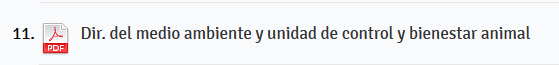 11. PDF Dir. del medio ambiente y unidad de control y bienestar animal